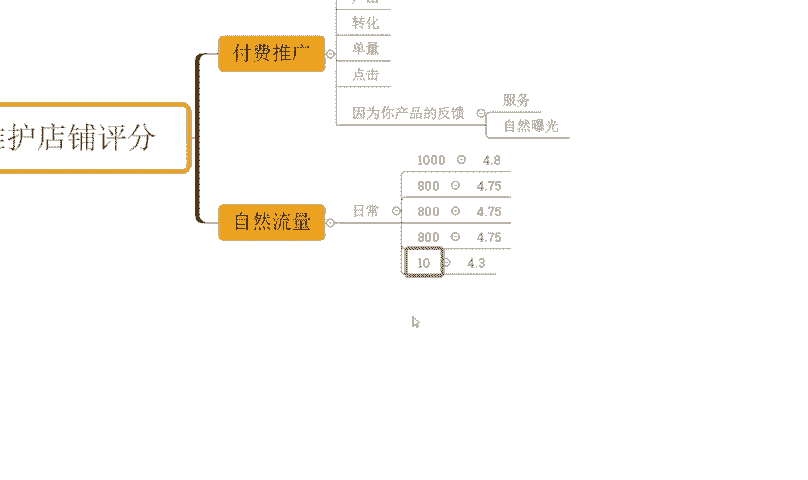 转化
付费推广
单量
点击
因为你产品的反馈
服务
自然曝光
护店铺评分
1000 4.8
800 4.75
自然流量
日常
800 4.75
800 4.75
10 4.3